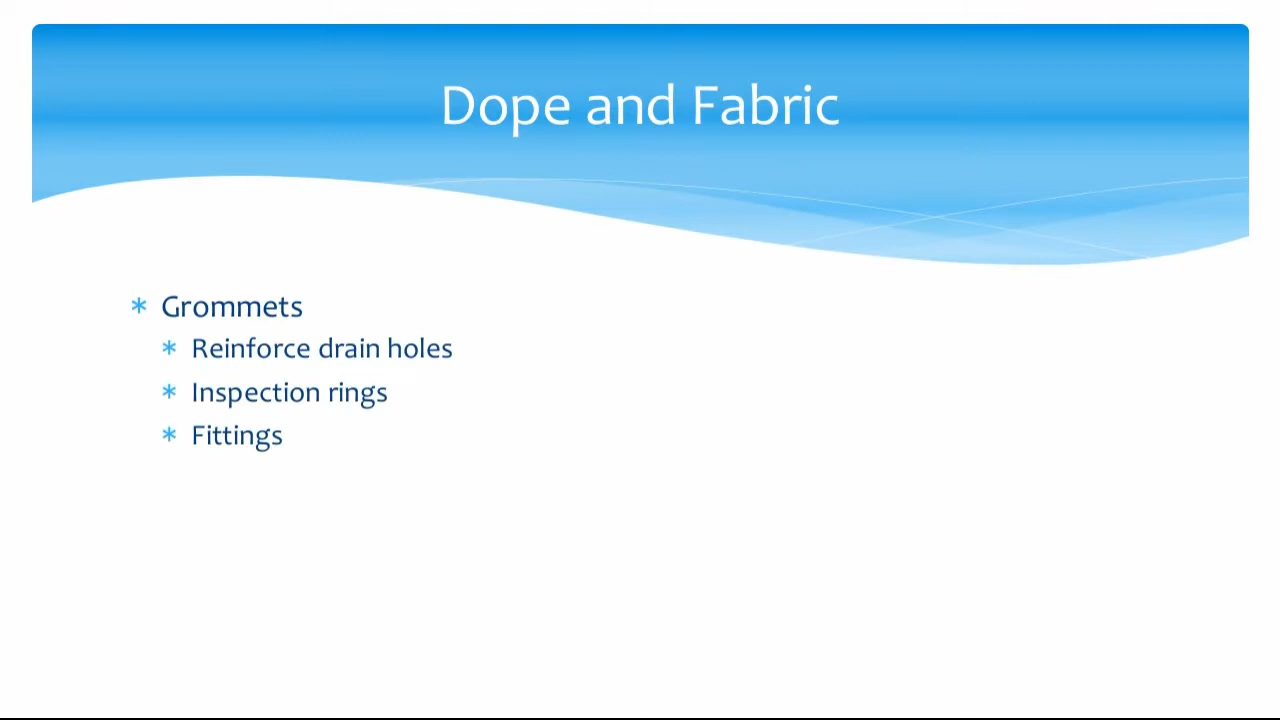 Dope and Fabric
* Grommets
* Reinforce drain holes
* Inspection rings
* Fittings